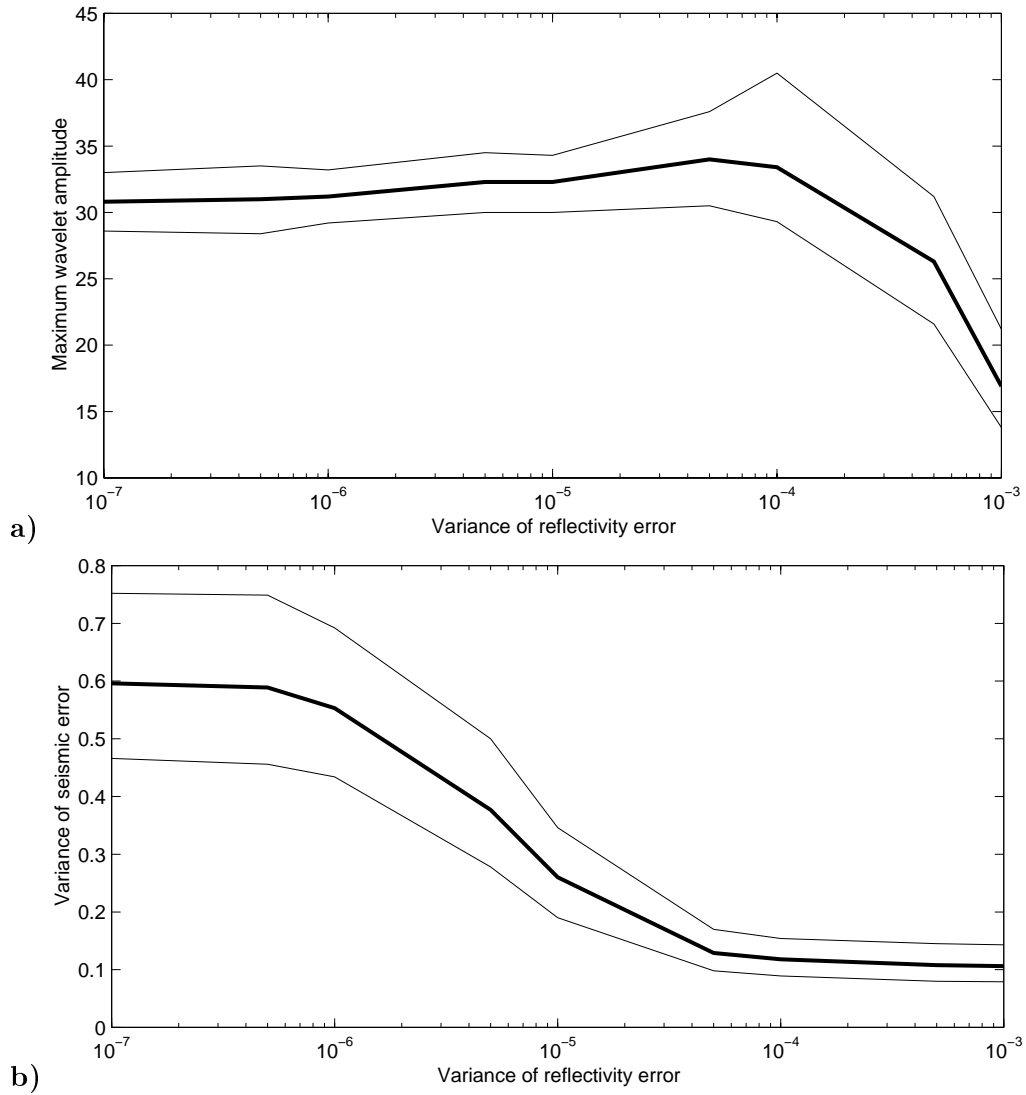 45
40
35
30
25
20
15
10
Maximum wavelet amplitude
10⁻⁷ 10⁻⁶ 10⁻⁵ 10⁻⁴ 10⁻³
Variance of reflectivity error
a)
0.8
0.7
0.6
0.5
0.4
0.3
0.2
0.1
0
Variance of seismic error
10⁻⁷ 10⁻⁶ 10⁻⁵ 10⁻⁴ 10⁻³
Variance of reflectivity error
b)